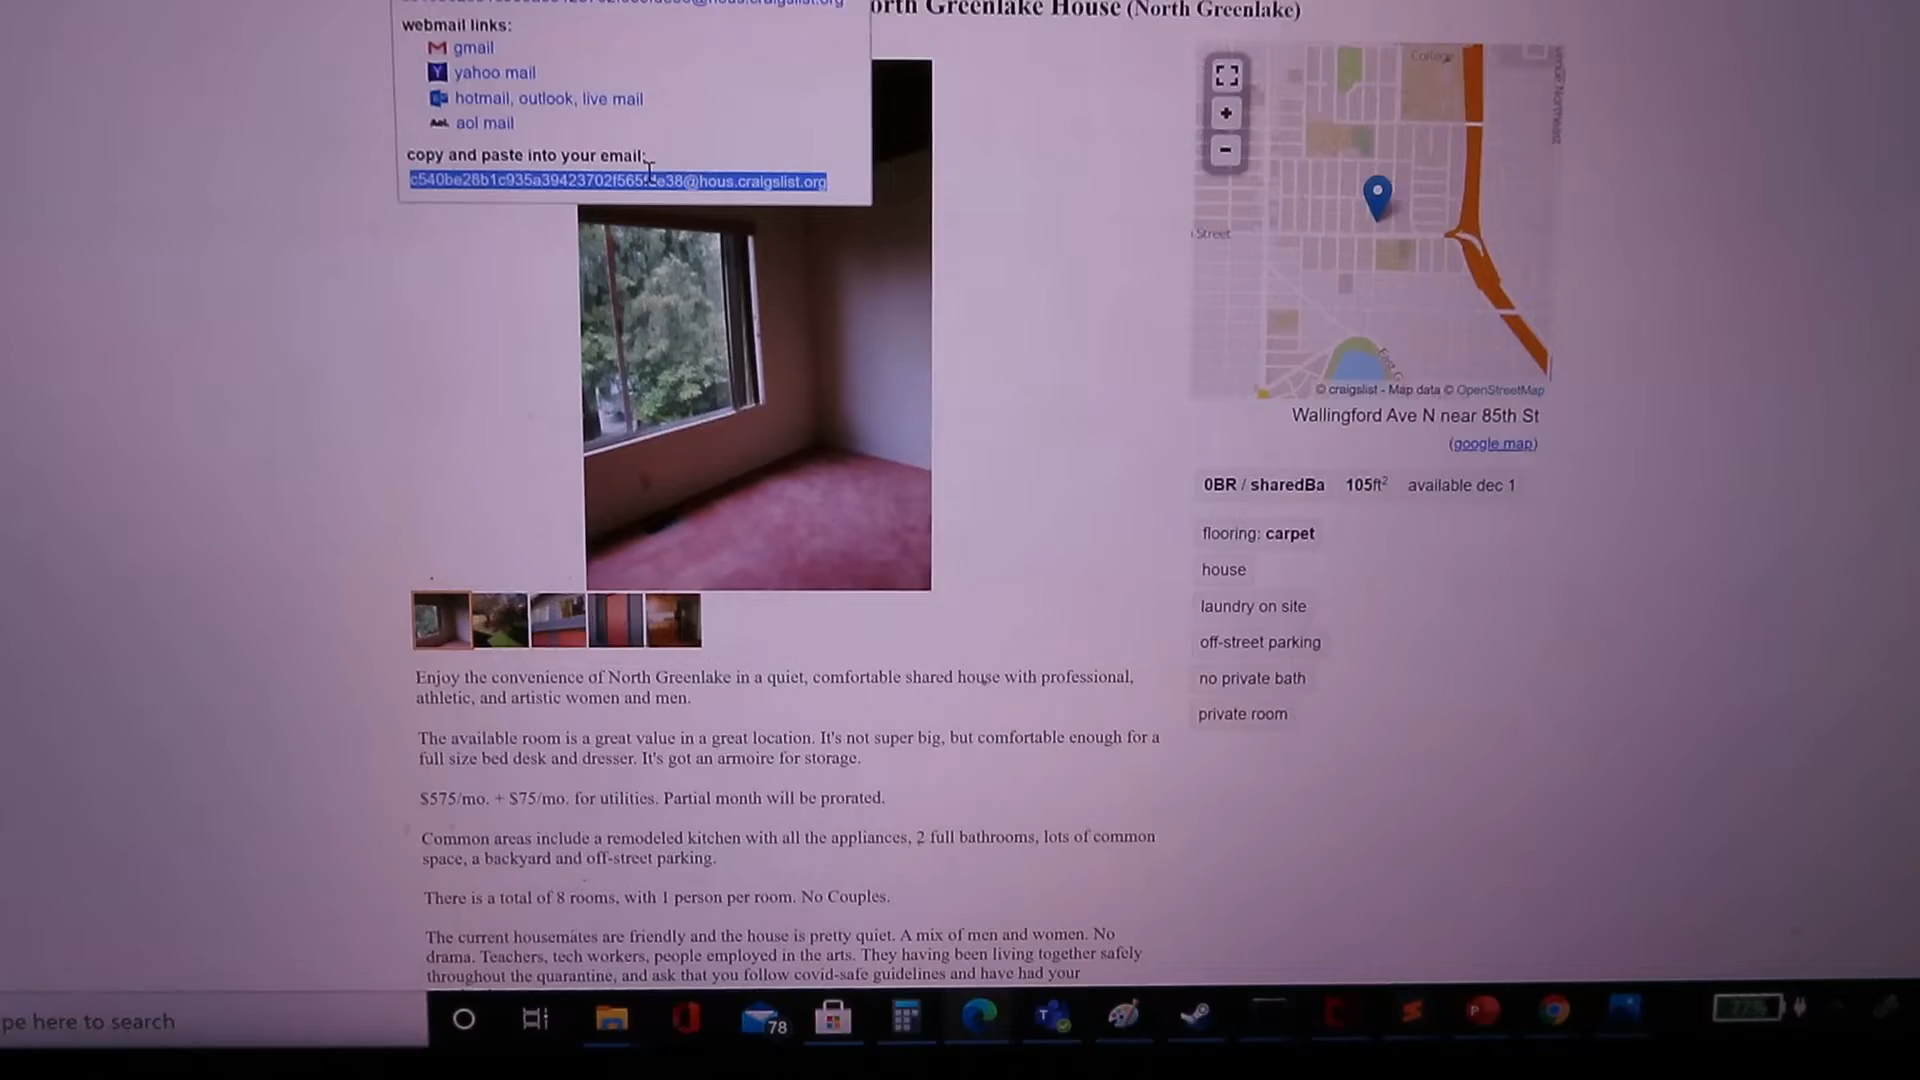 orth Greenlake House (North Greenlake)
webmail links:
gmail
yahoo mail
hotmail, outlook, live mail
Aol. aol mail
copy and paste into your email:
@hous.craigslist.org
College
Street
© craigslist - Map data © OpenStreetMap
Wallingford Ave N near 85th St
(google map)
0BR / sharedBa 105ft² available dec 1
flooring: carpet
house
laundry on site
off-street parking
no private bath
private room
Enjoy the convenience of North Greenlake in a quiet, comfortable shared house with professional,
athletic, and artistic women and men.
The available room is a great value in a great location. It's not super big, but comfortable enough for a
full size bed desk and dresser. It's got an armoire for storage.
$575/mo. + $75/mo. for utilities. Partial month will be prorated.
Common areas include a remodeled kitchen with all the appliances, 2 full bathrooms, lots of common
space, a backyard and off-street parking.
There is a total of 8 rooms, with 1 person per room. No Couples.
The current housemates are friendly and the house is pretty quiet. A mix of men and women. No
drama. Teachers, tech workers, people employed in the arts. They having been living together safely
throughout the quarantine, and ask that you follow covid-safe guidelines and have had your
pe here to search
78
77%